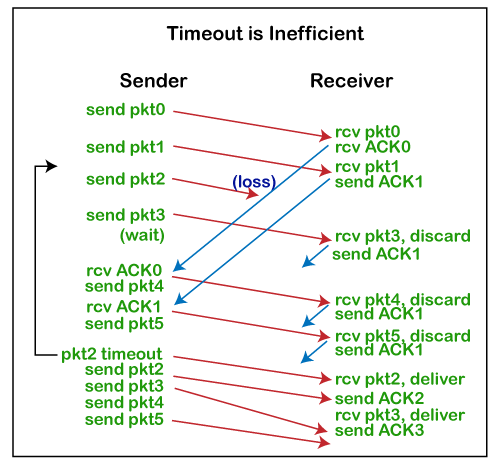 Timeout is Inefficient
Sender
Receiver
send pkt0
send pkt1
send pkt2
(loss)
send pkt3
(wait)
rcv ACK0
send pkt4
rcv ACK1
send pkt5
pkt2 timeout
send pkt2
send pkt3
send pkt4
send pkt5
rcv pkt0
rcv ACK0
rcv pkt1
send ACK1
rcv pkt3, discard
send ACK1
rcv pkt4, discard
send ACK1
rcv pkt5, discard
send ACK1
rcv pkt2, deliver
send ACK2
rcv pkt3, deliver
send ACK3